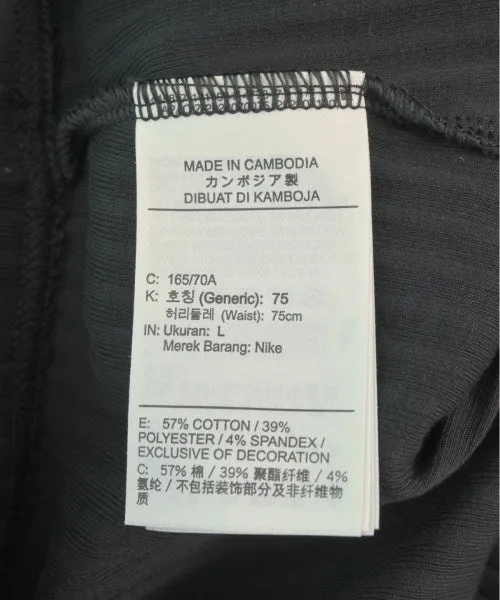 MADE IN CAMBODIA
カンボジア製
DIBUAT DI KAMBOJA
C: 165/70A
K: 호칭 (Generic): 75
허리둘레 (Waist): 75cm
IN: Ukuran: L
Merek Barang: Nike
E: 57% COTTON / 39%
POLYESTER / 4% SPANDEX /
EXCLUSIVE OF DECORATION
C: 57% 棉 / 39% 聚酯纤维 / 4%
氨纶 / 不包括装饰部分及非纤维物
质